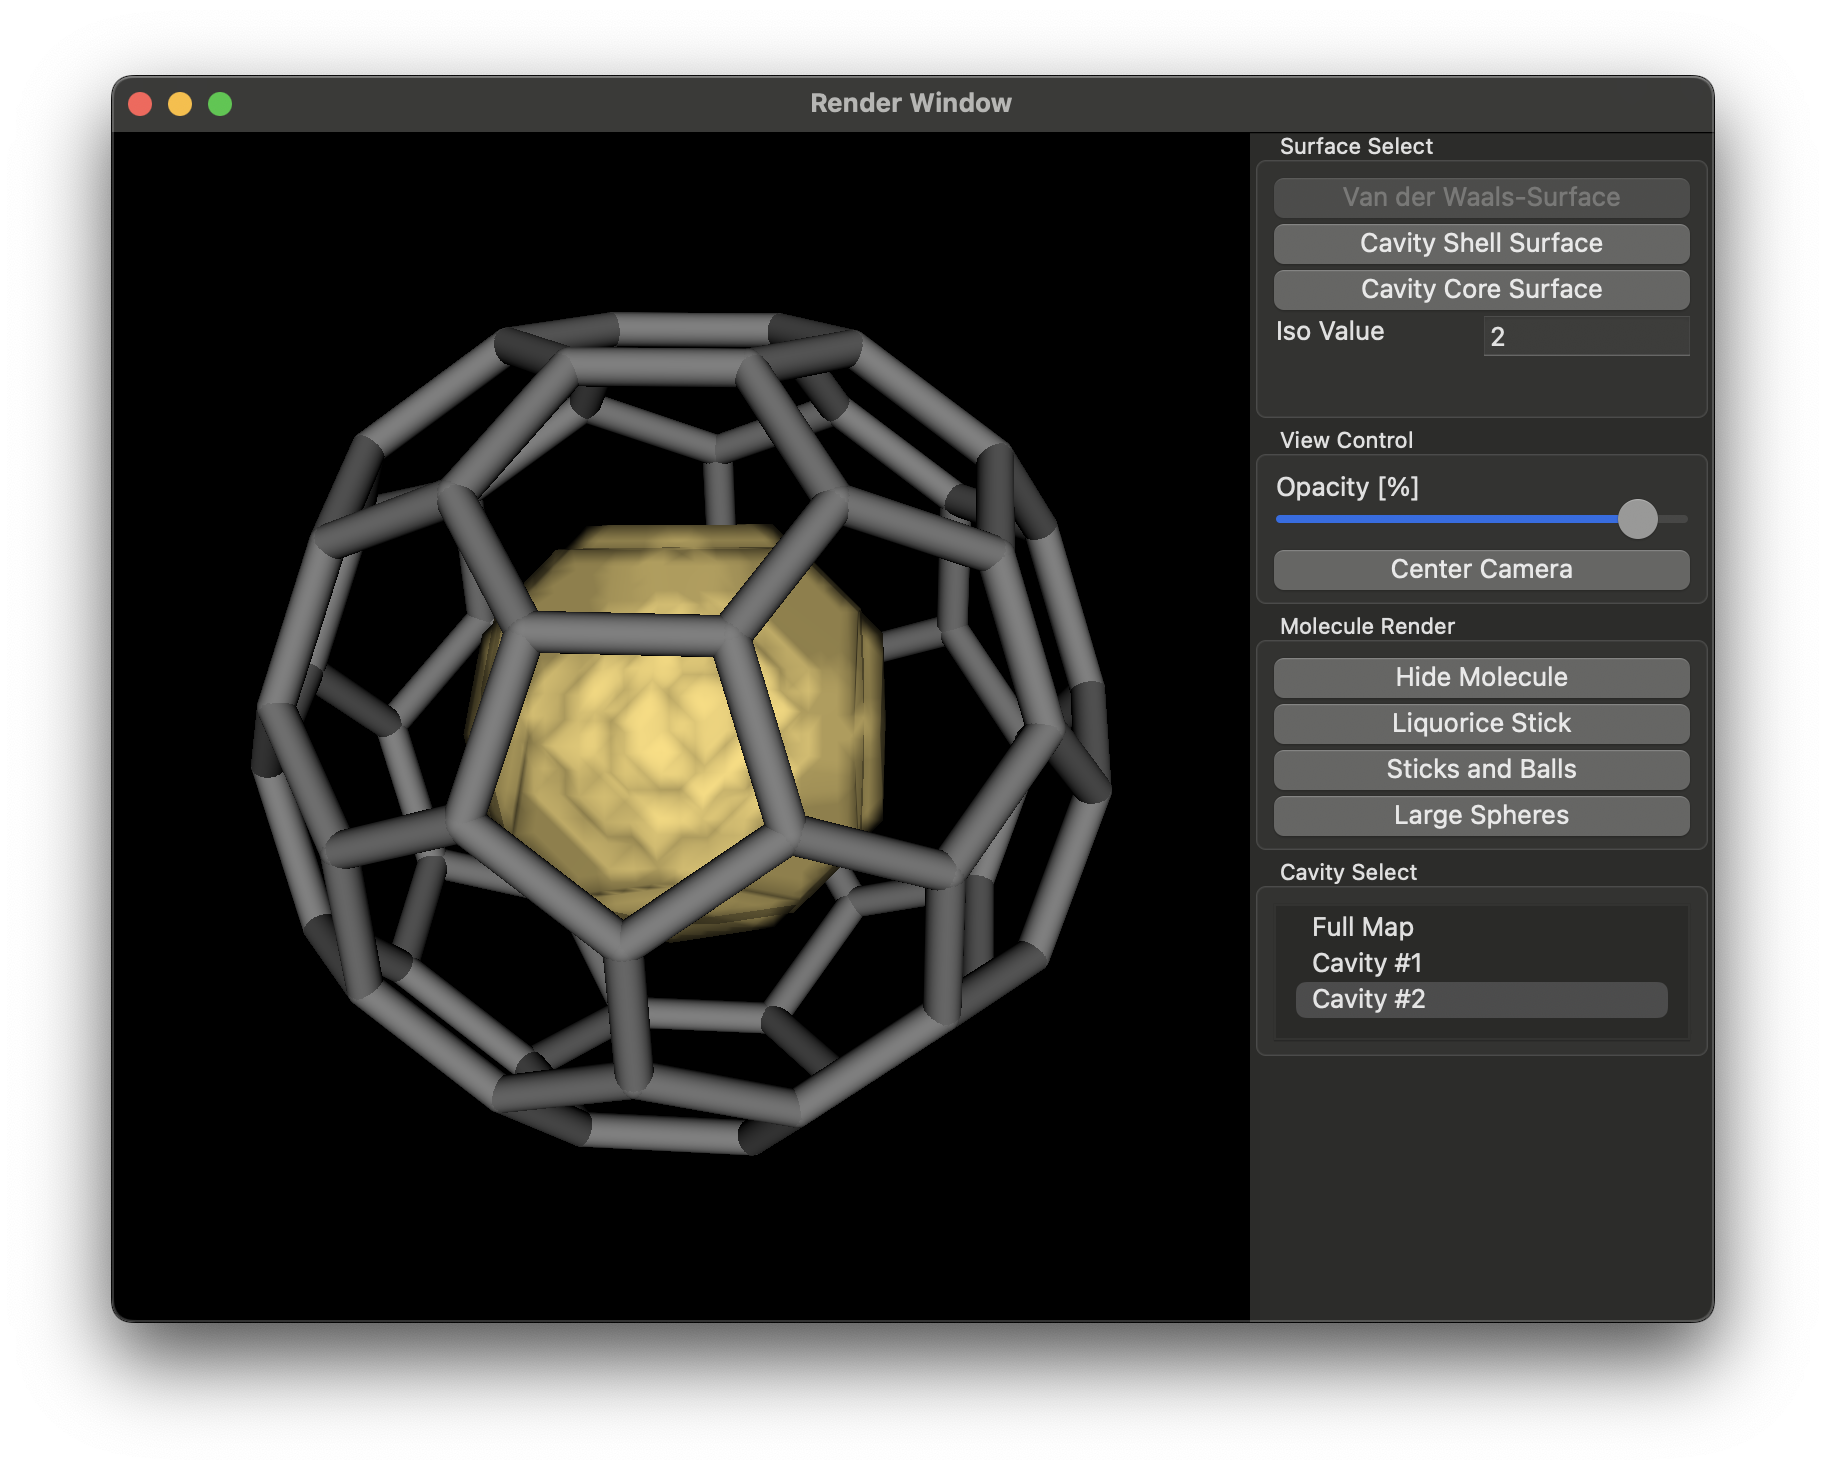 Render Window
Surface Select
Van der Waals-Surface
Cavity Shell Surface
Cavity Core Surface
Iso Value 2
View Control
Opacity [%]
Center Camera
Molecule Render
Hide Molecule
Liquorice Stick
Sticks and Balls
Large Spheres
Cavity Select
Full Map
Cavity #1
Cavity #2